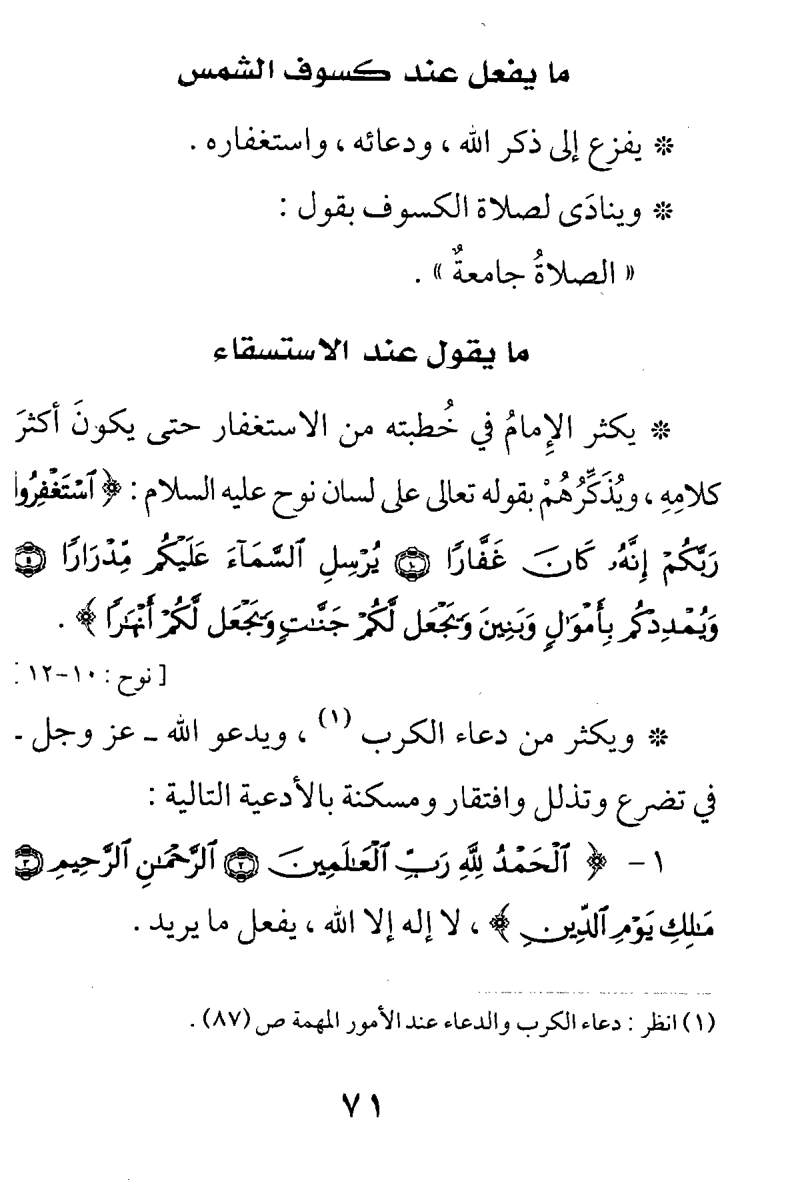 ما يفعل عند كسوف الشمس
❊ يفزع إلى ذكر الله ، ودعائه ، واستغفاره .
❊ وينادَى لصلاة الكسوف بقول :
« الصلاةُ جامعةٌ » .
ما يقول عند الاستسقاء
❊ يكثر الإِمامُ في خُطبته من الاستغفار حتى يكونَ أكثرَ
كلامِهِ ، ويُذَكِّرُهُمْ بقوله تعالى على لسان نوح عليه السلام : ﴿ ٱسْتَغْفِرُوا
رَبَّكُمْ إِنَّهُۥ كَانَ غَفَّارًا ۝١٠ يُرْسِلِ ٱلسَّمَآءَ عَلَيْكُم مِّدْرَارًا ۝١١
وَيُمْدِدْكُم بِأَمْوَٰلٍ وَبَنِينَ وَيَجْعَل لَّكُمْ جَنَّٰتٍ وَيَجْعَل لَّكُمْ أَنْهَٰرًا ﴾ .
[ نوح : ١٠-١٢ ]
❊ ويكثر من دعاء الكرب (١) ، ويدعو الله ـ عز وجل ـ
في تضرع وتذلل وافتقار ومسكنة بالأدعية التالية :
١ - ﴿ ٱلْحَمْدُ لِلَّهِ رَبِّ ٱلْعَٰلَمِينَ ۝٢ ٱلرَّحْمَٰنِ ٱلرَّحِيمِ ۝٣
مَٰلِكِ يَوْمِ ٱلدِّينِ ﴾ ، لا إله إلا الله ، يفعل ما يريد .
(١) انظر : دعاء الكرب والدعاء عند الأمور المهمة ص (٨٧) .
٧١